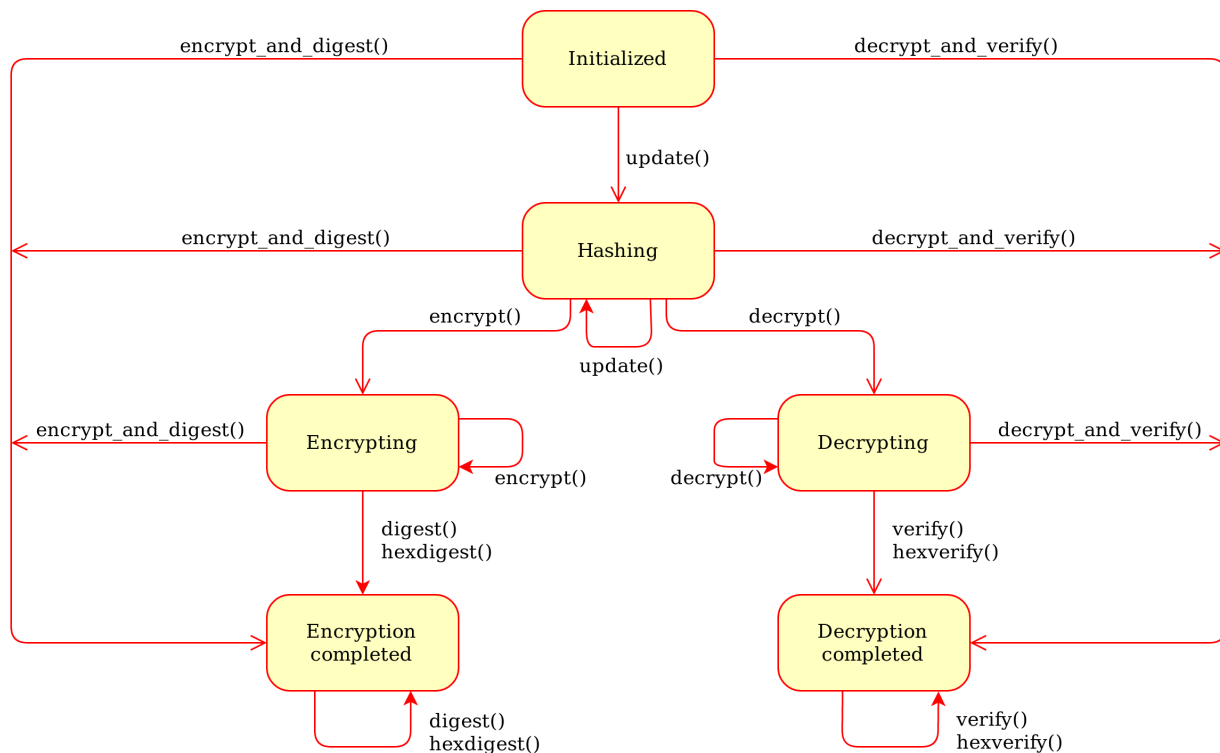 encrypt_and_digest()
Initialized
decrypt_and_verify()
update()
encrypt_and_digest()
Hashing
decrypt_and_verify()
encrypt()
update()
decrypt()
encrypt_and_digest()
Encrypting
encrypt()
decrypt()
Decrypting
decrypt_and_verify()
digest()
hexdigest()
verify()
hexverify()
Encryption
completed
Decryption
completed
digest()
hexdigest()
verify()
hexverify()